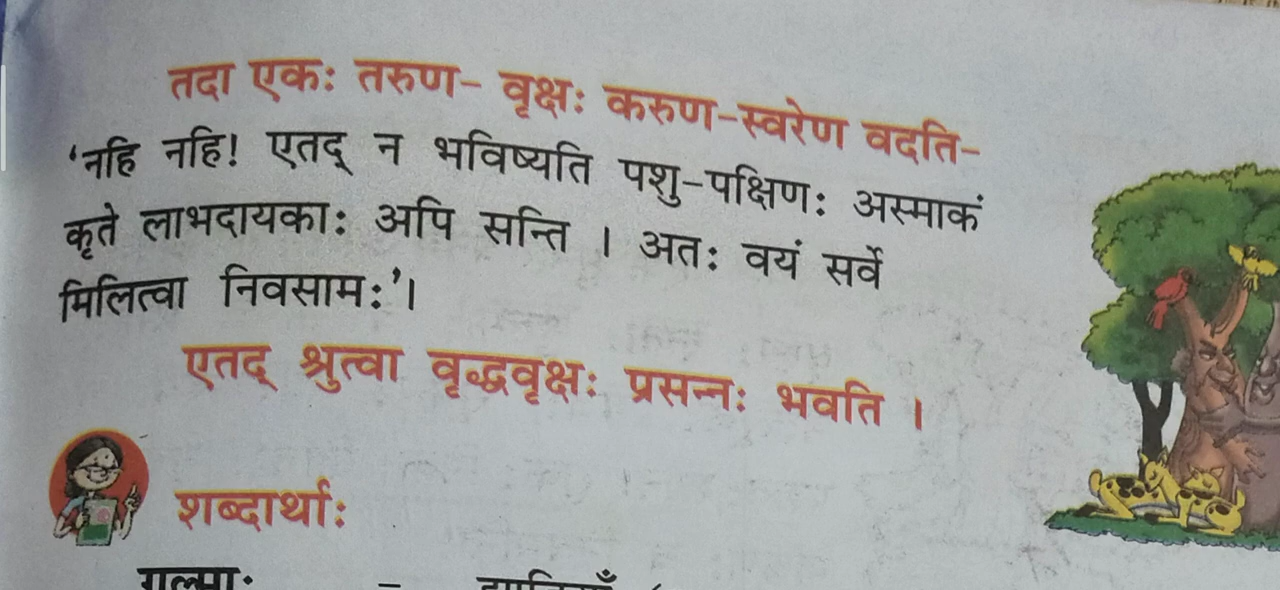 तदा एकः तरुण- वृक्षः करुण-स्वरेण वदति-
‘नहि नहि! एतद् न भविष्यति पशु-पक्षिणः अस्माकं
कृते लाभदायकाः अपि सन्ति । अतः वयं सर्वे
मिलित्वा निवसामः’।
एतद् श्रुत्वा वृद्धवृक्षः प्रसन्नः भवति ।
शब्दार्थाः